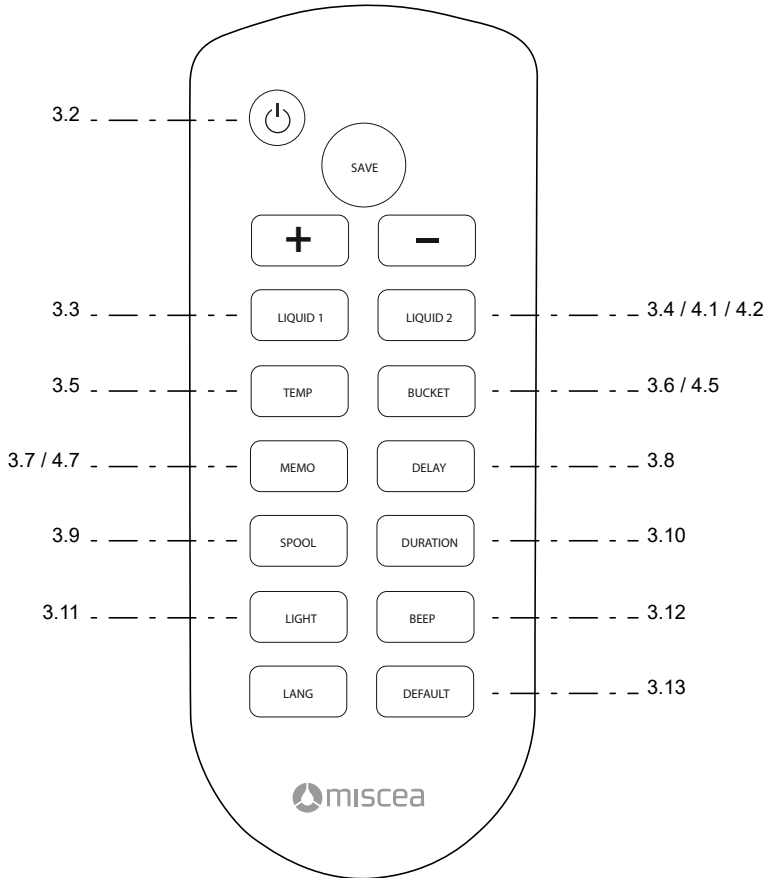 3.2
SAVE
+ −
3.3 LIQUID 1 LIQUID 2 3.4 / 4.1 / 4.2
3.5 TEMP BUCKET 3.6 / 4.5
3.7 / 4.7 MEMO DELAY 3.8
3.9 SPOOL DURATION 3.10
3.11 LIGHT BEEP 3.12
LANG DEFAULT 3.13
miscea